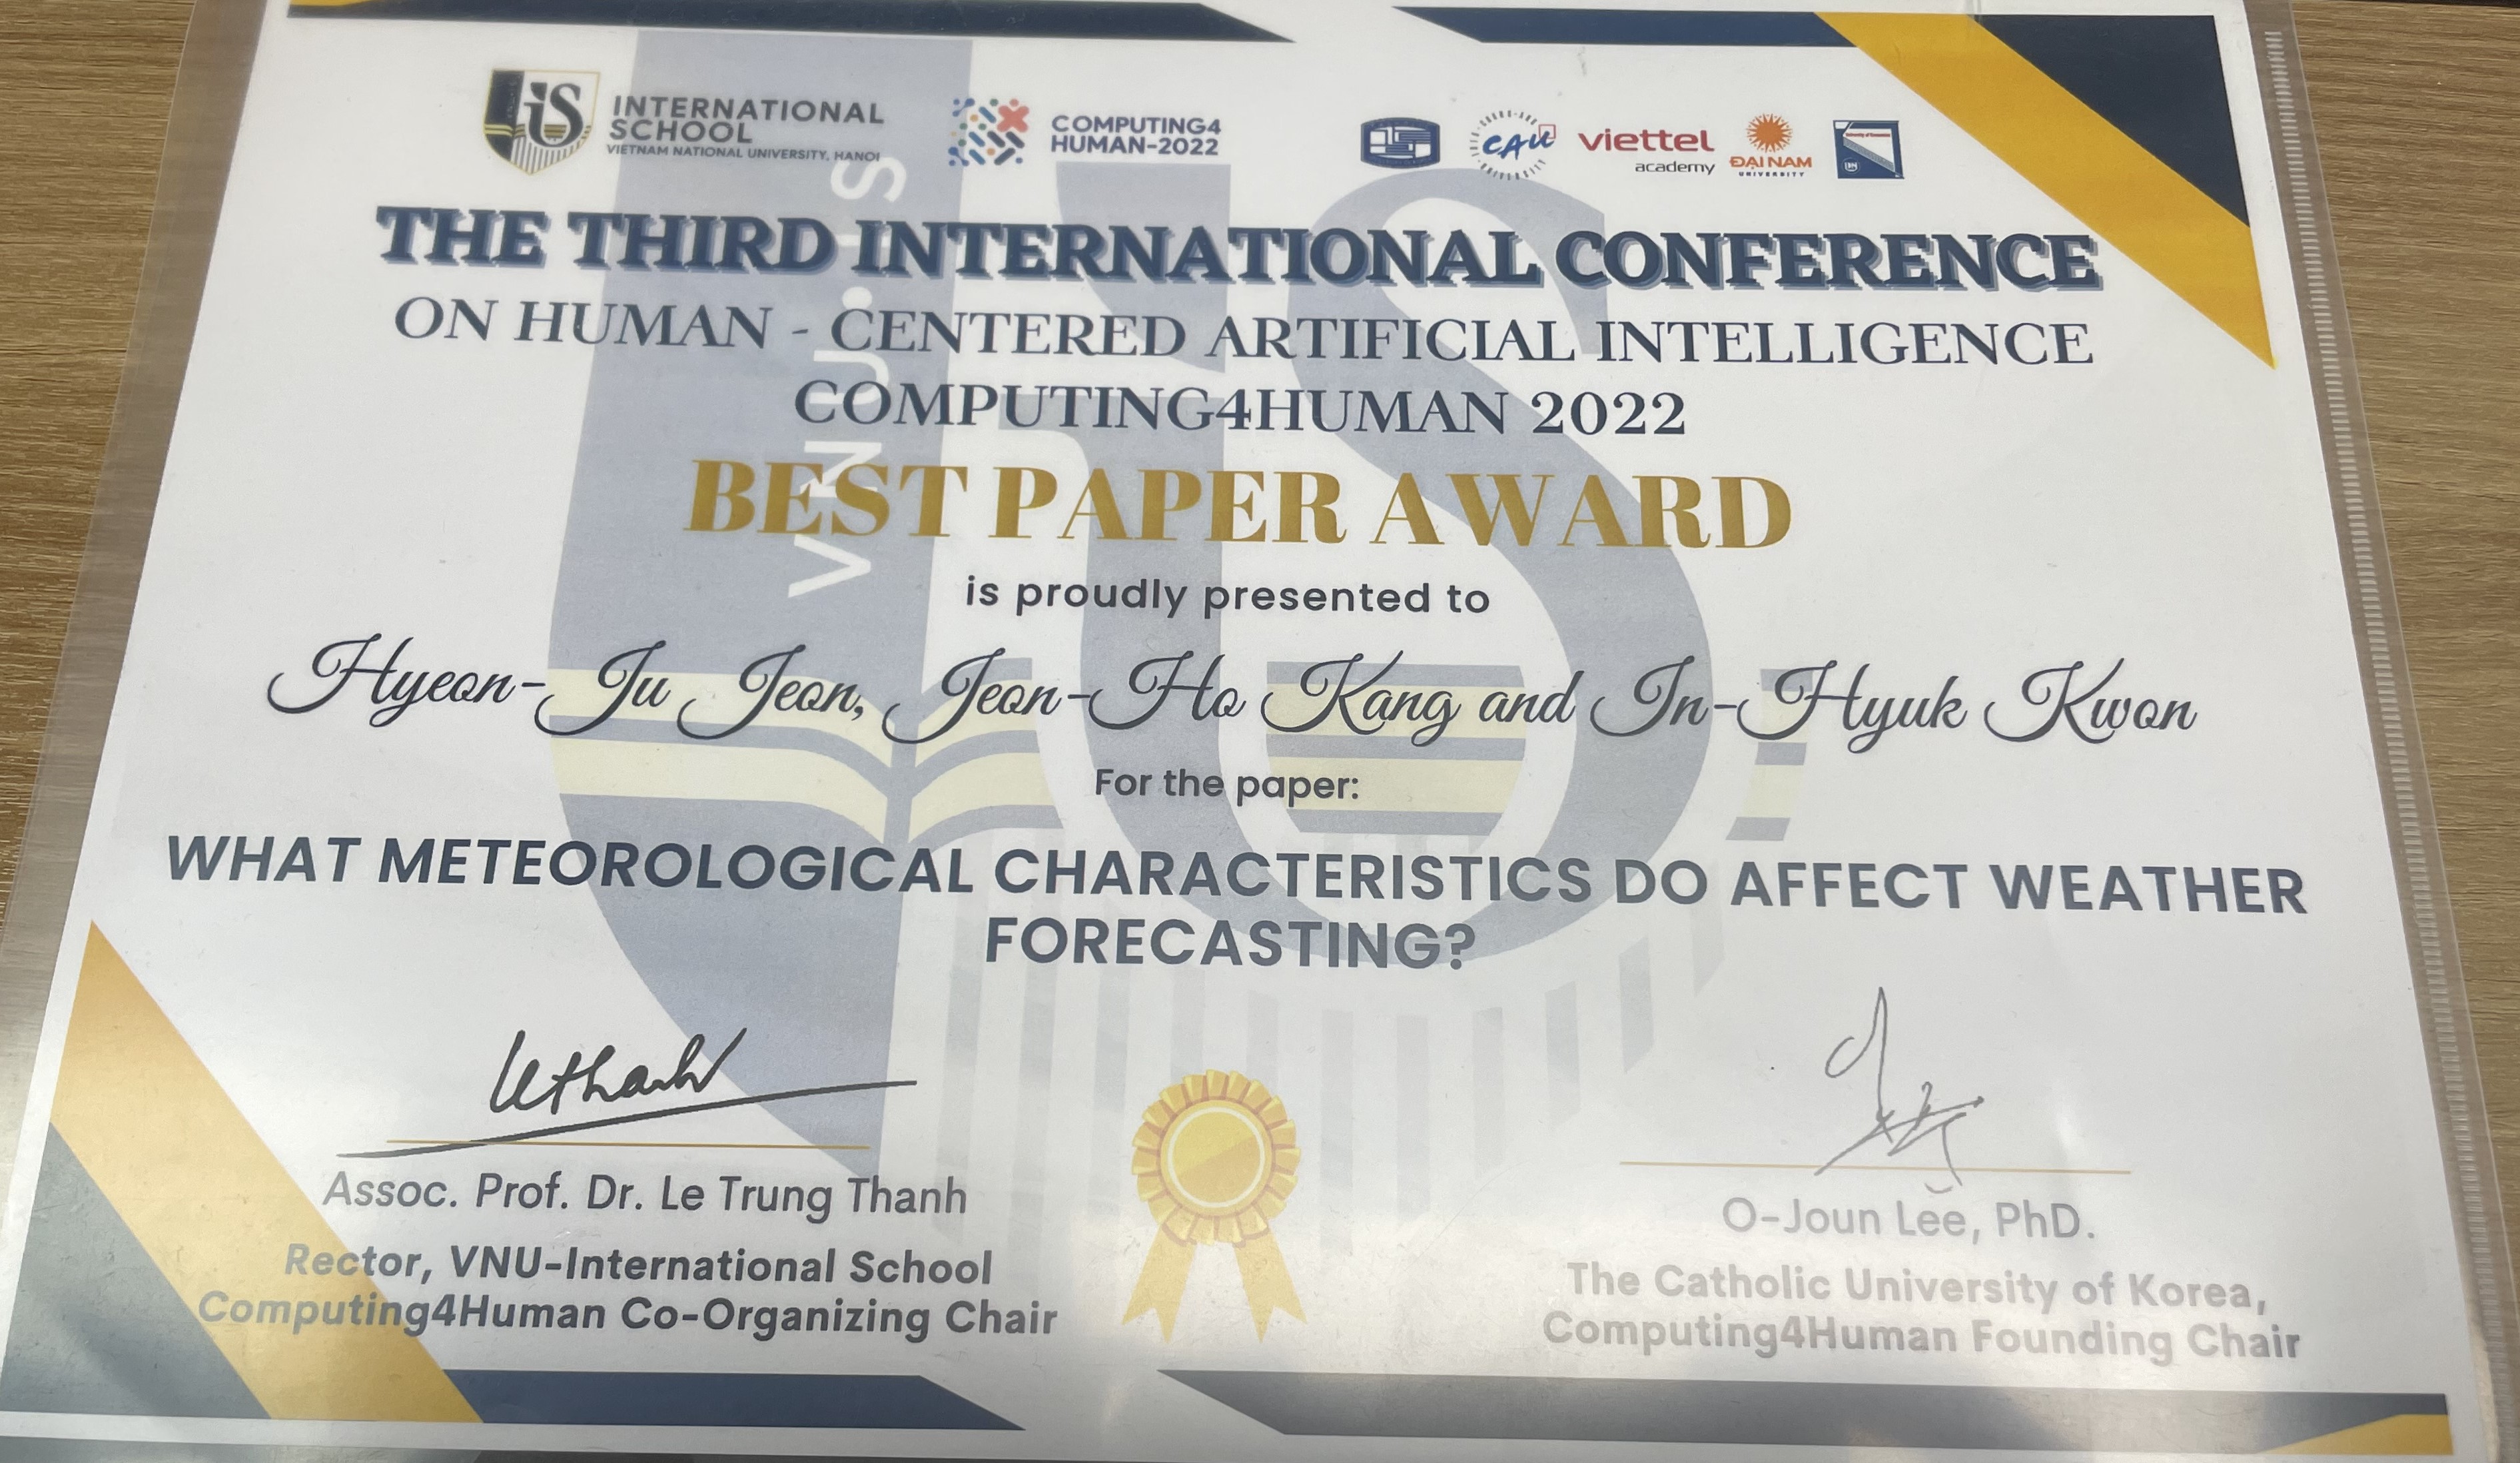 iS INTERNATIONAL
SCHOOL
VIETNAM NATIONAL UNIVERSITY, HANOI
COMPUTING4
HUMAN-2022
CAU
viettel
academy
ĐẠI NAM
UNIVERSITY
VNU·IS
THE THIRD INTERNATIONAL CONFERENCE
ON HUMAN - CENTERED ARTIFICIAL INTELLIGENCE
COMPUTING4HUMAN 2022
BEST PAPER AWARD
is proudly presented to
Hyeon-Ju Jeon, Jeon-Ho Kang and In-Hyuk Kwon
For the paper:
WHAT METEOROLOGICAL CHARACTERISTICS DO AFFECT WEATHER
FORECASTING?
Assoc. Prof. Dr. Le Trung Thanh
Rector, VNU-International School
Computing4Human Co-Organizing Chair
O-Joun Lee, PhD.
The Catholic University of Korea,
Computing4Human Founding Chair